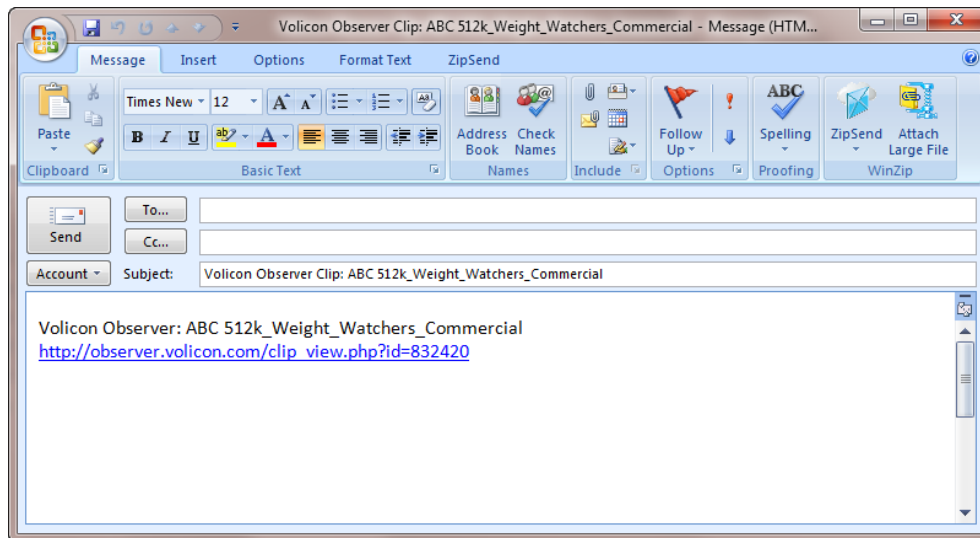 Volicon Observer Clip: ABC 512k_Weight_Watchers_Commercial - Message (HTM...
Message Insert Options Format Text ZipSend
Paste
Clipboard
Times New 12
B I U ab A
Basic Text
Address Book
Check Names
Names
Include
Follow Up
Options
ABC
Spelling
Proofing
ZipSend
Attach Large File
WinZip
Send
To...
Cc...
Account
Subject: Volicon Observer Clip: ABC 512k_Weight_Watchers_Commercial
Volicon Observer: ABC 512k_Weight_Watchers_Commercial
http://observer.volicon.com/clip_view.php?id=832420